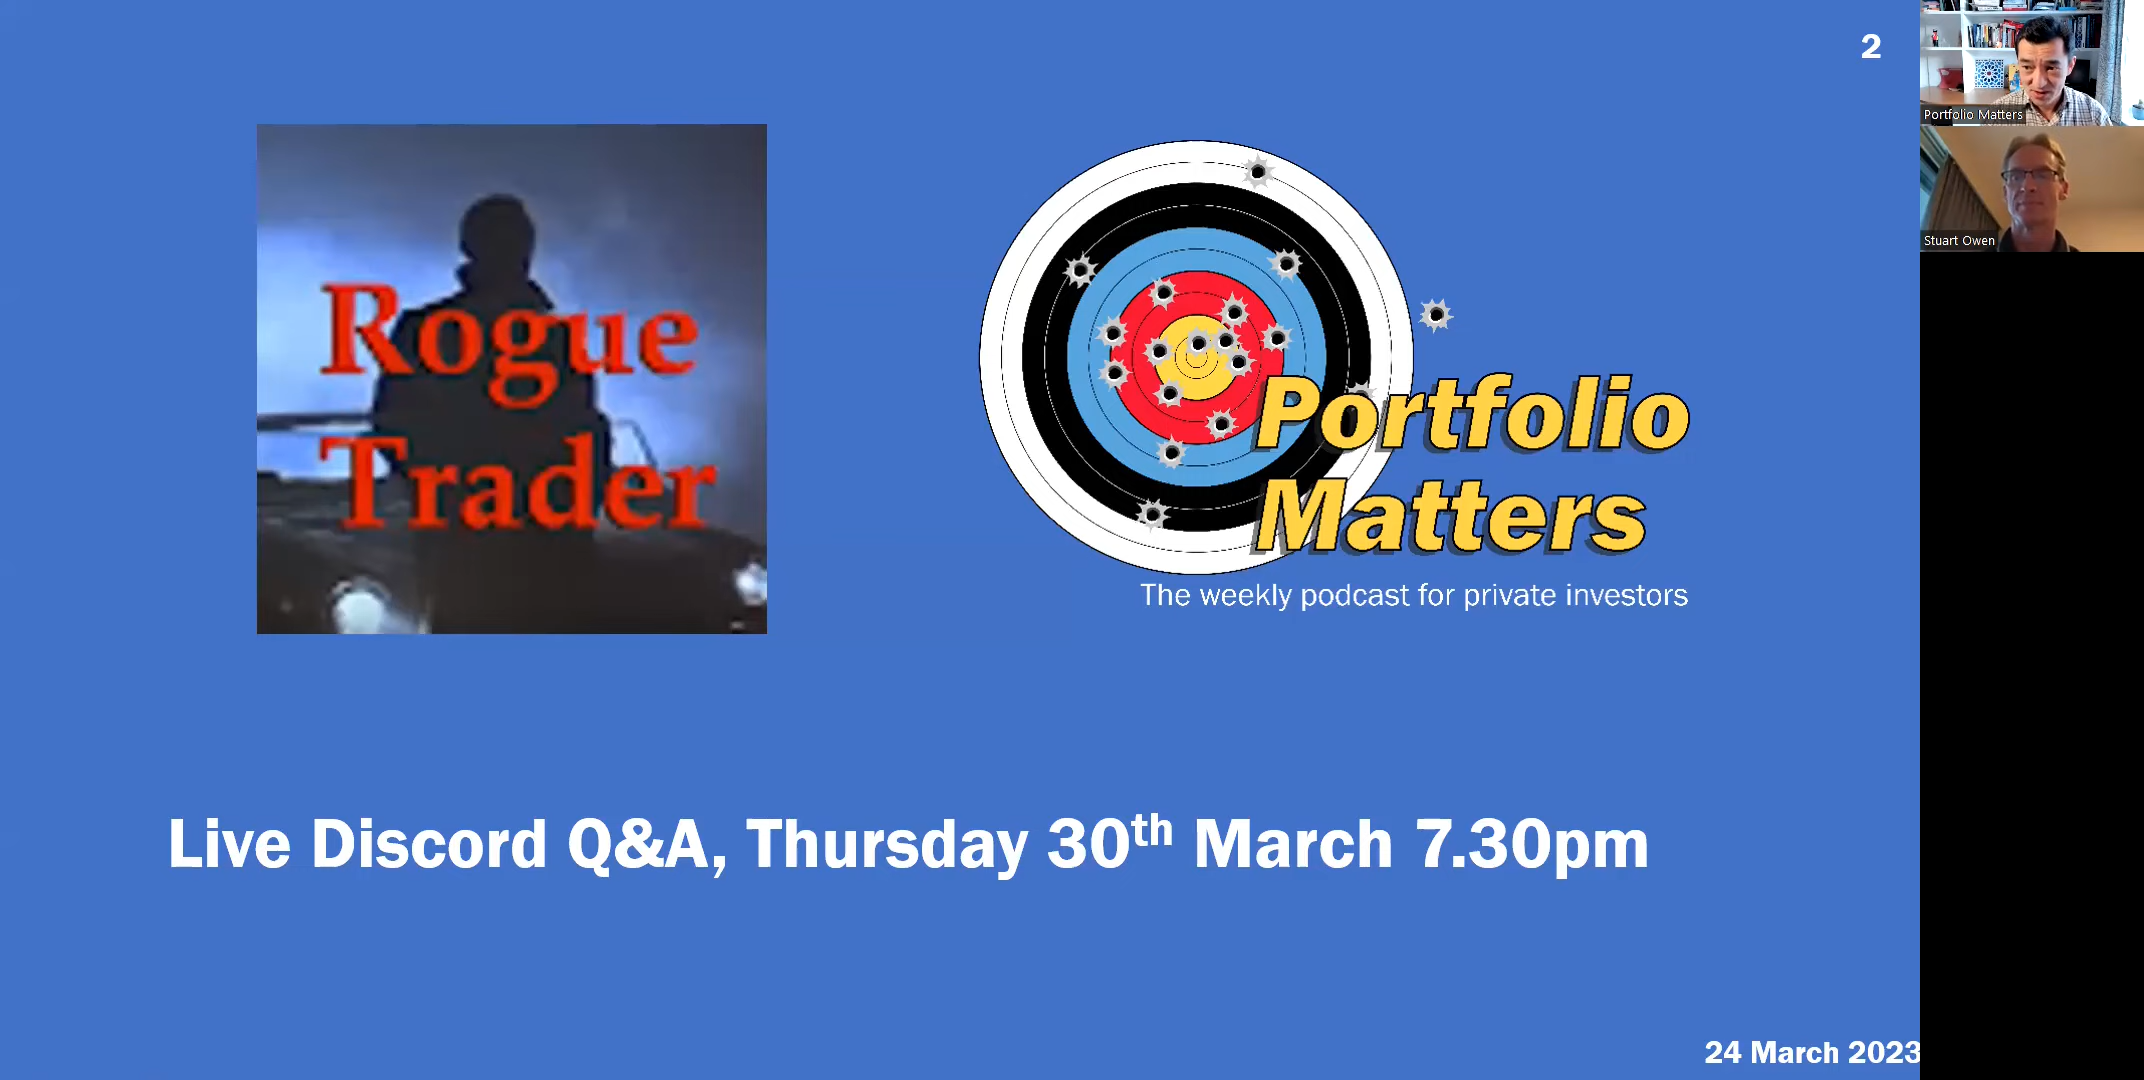 2
Rogue
Trader
Portfolio
Matters
The weekly podcast for private investors
Live Discord Q&A, Thursday 30th March 7.30pm
24 March 2023
Portfolio Matters
Stuart Owen